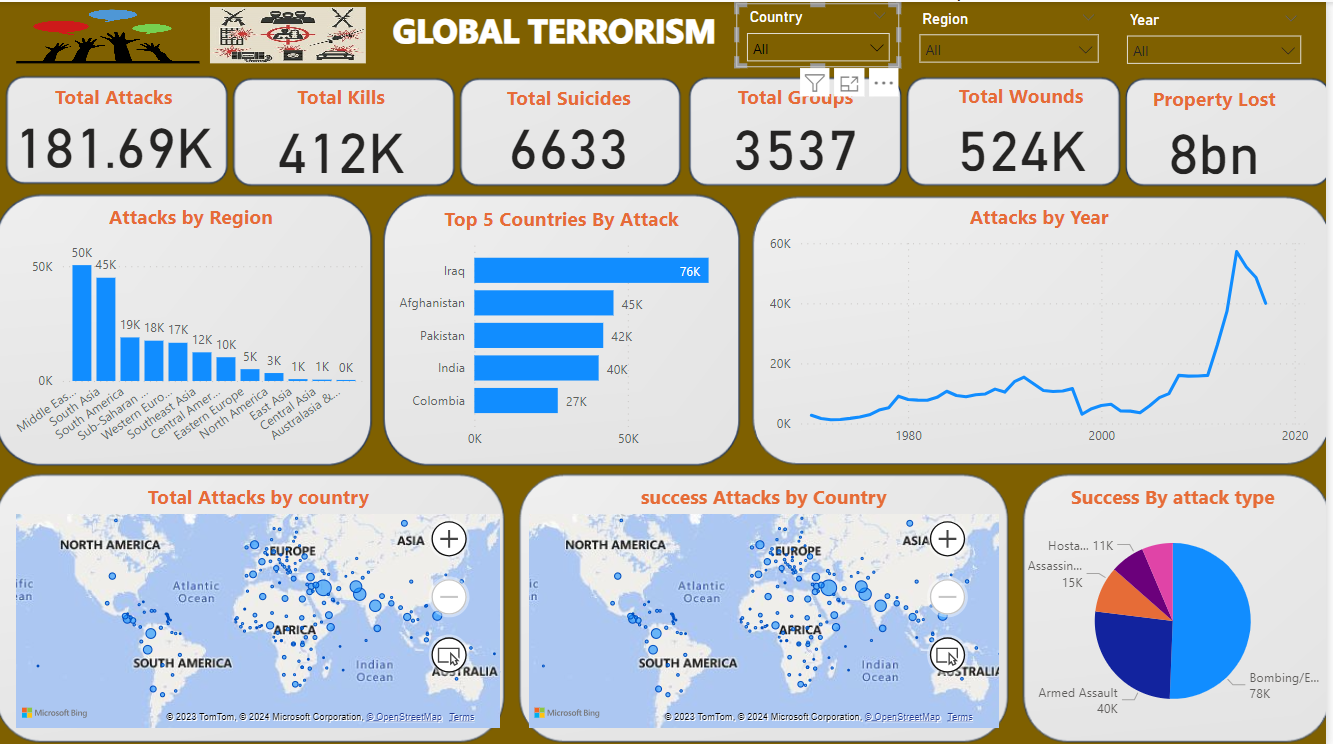 GLOBAL TERRORISM
Country
All
Region
All
Year
All
Total Attacks
181.69K
Total Kills
412K
Total Suicides
6633
Total Groups
3537
Total Wounds
524K
Property Lost
8bn
Attacks by Region
50K
0K
50K
45K
19K
18K
17K
12K
10K
5K
3K
1K
1K
0K
Middle Eas...
South Asia
South America
Sub-Saharan ...
Western Euro...
Southeast Asia
Central Amer...
Eastern Europe
North America
East Asia
Central Asia
Australasia &...
Top 5 Countries By Attack
Iraq
76K
Afghanistan
45K
Pakistan
42K
India
40K
Colombia
27K
0K
50K
Attacks by Year
60K
40K
20K
0K
1980
2000
2020
Total Attacks by country
NORTH AMERICA
EUROPE
ASIA
Atlantic
Ocean
ific
an
AFRICA
SOUTH AMERICA
Indian
Ocean
AUSTRALIA
Microsoft Bing
© 2023 TomTom, © 2024 Microsoft Corporation, © OpenStreetMap Terms
success Attacks by Country
NORTH AMERICA
EUROPE
ASIA
Atlantic
Ocean
ic
an
AFRICA
SOUTH AMERICA
Indian
Ocean
AUSTRALIA
Microsoft Bing
© 2023 TomTom, © 2024 Microsoft Corporation, © OpenStreetMap Terms
Success By attack type
Hosta... 11K
Assassin...
15K
Armed Assault
40K
Bombing/E...
78K